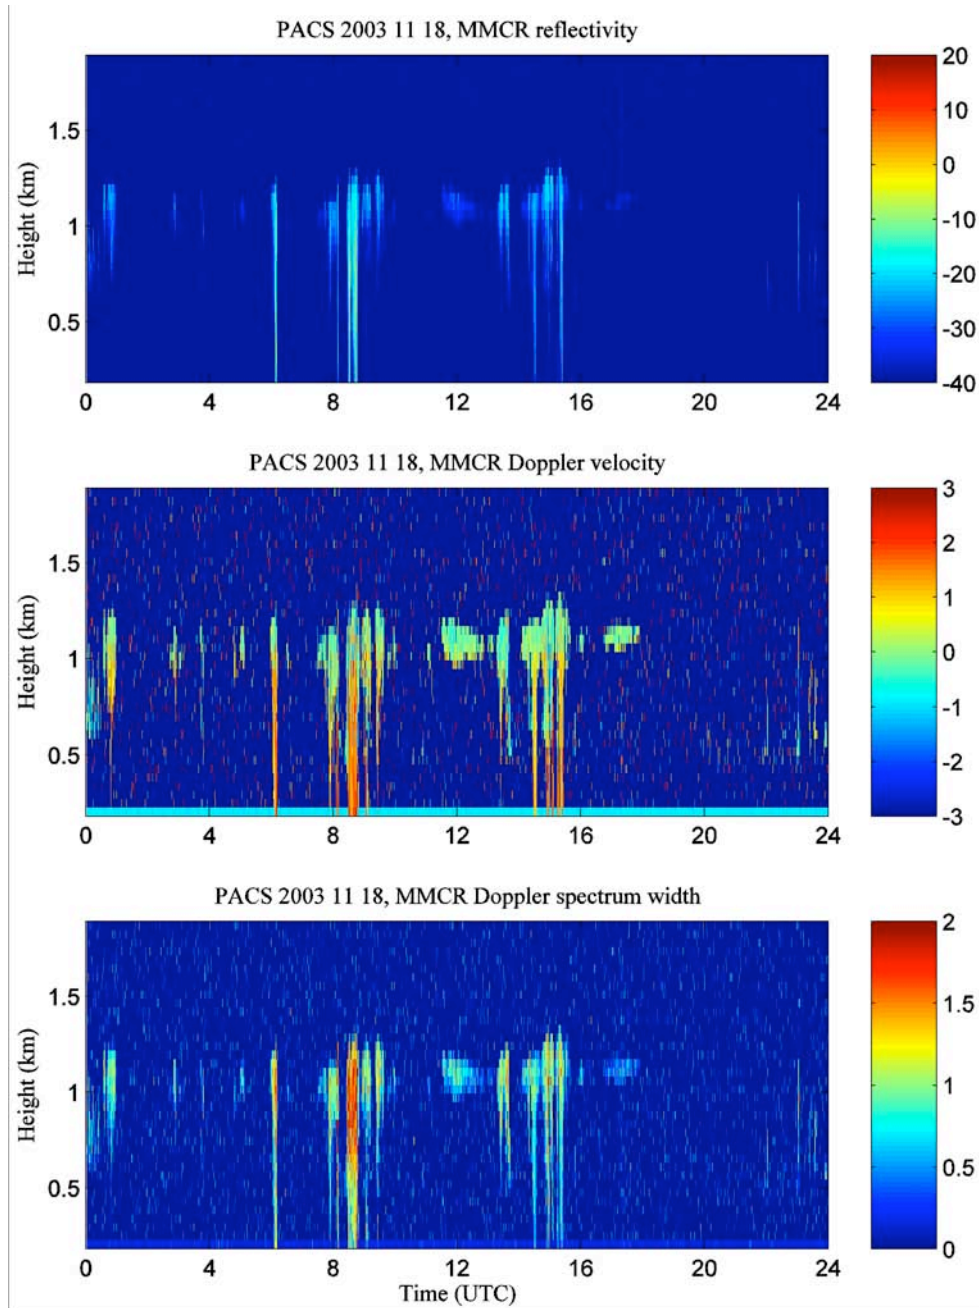 PACS 2003 11 18, MMCR reflectivity
20
10
0
-10
-20
-30
-40
1.5
1
0.5
Height (km)
0 4 8 12 16 20 24
PACS 2003 11 18, MMCR Doppler velocity
3
2
1
0
-1
-2
-3
1.5
1
0.5
Height (km)
0 4 8 12 16 20 24
PACS 2003 11 18, MMCR Doppler spectrum width
2
1.5
1
0.5
0
1.5
1
0.5
Height (km)
0 4 8 12 16 20 24
Time (UTC)